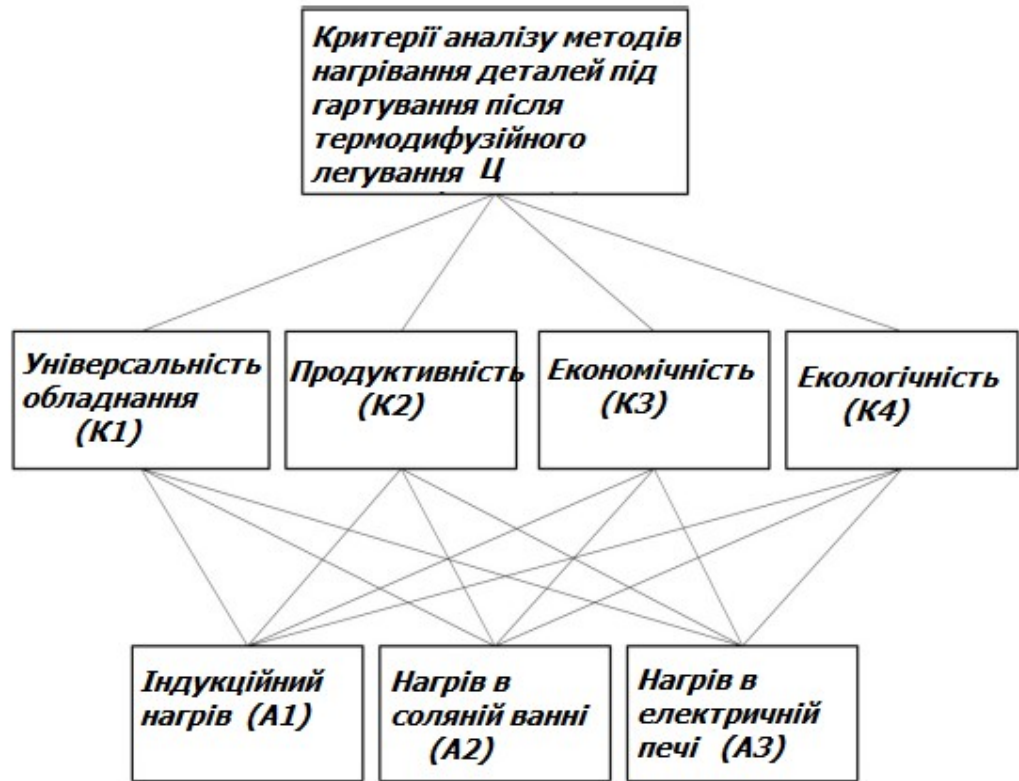 Критерії аналізу методів
нагрівання деталей під
гартування після
термодифузійного
легування Ц
Універсальність
обладнання
(К1)
Продуктивність
(К2)
Економічність
(К3)
Екологічність
(К4)
Індукційний
нагрів (А1)
Нагрів в
соляній ванні
(А2)
Нагрів в
електричній
печі (А3)